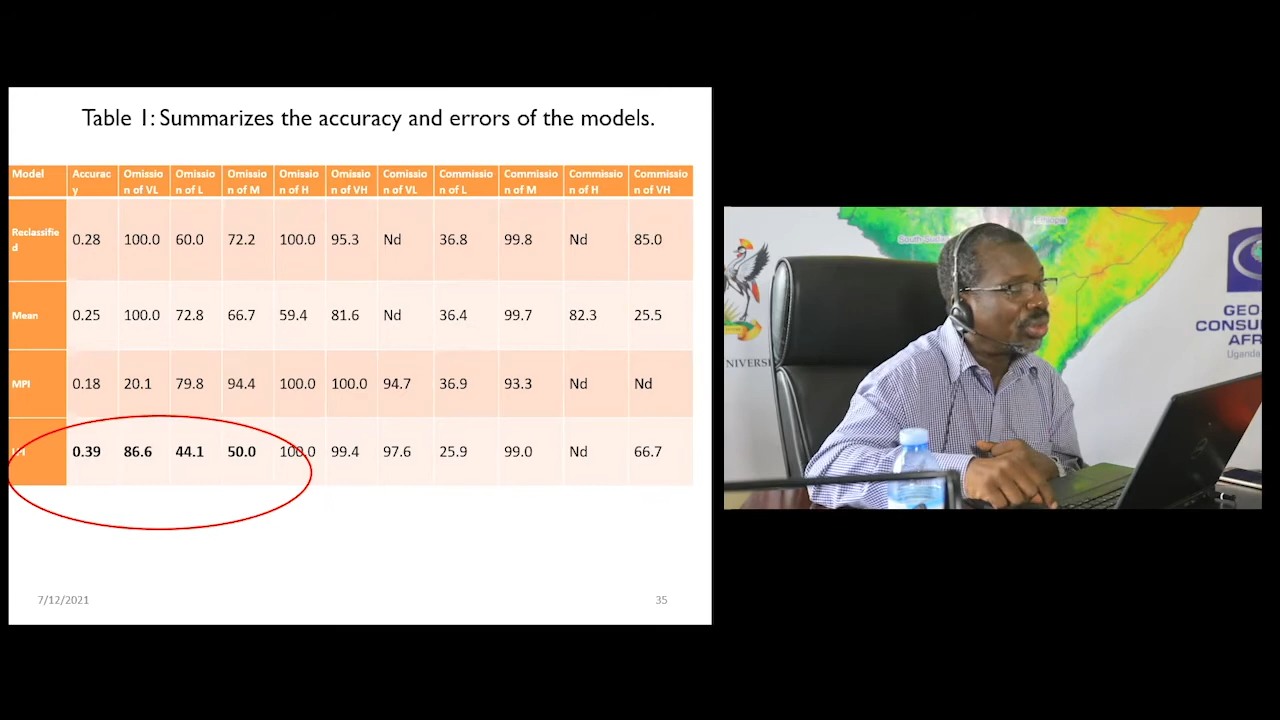 Table 1: Summarizes the accuracy and errors of the models.
Model Accurac y Omissio n of VL Omissio n of L Omissio n of M Omissio n of H Omissio n of VH Comissio n of VL Commissio n of L Commissio n of M Commissio n of H Commissio n of VH
Reclassifie d 0.28 100.0 60.0 72.2 100.0 95.3 Nd 36.8 99.8 Nd 85.0
Mean 0.25 100.0 72.8 66.7 59.4 81.6 Nd 36.4 99.7 82.3 25.5
MPI 0.18 20.1 79.8 94.4 100.0 100.0 94.7 36.9 93.3 Nd Nd
0.39 86.6 44.1 50.0 100.0 99.4 97.6 25.9 99.0 Nd 66.7
7/12/2021 35
Ethiopia
South Sudan
GEO
CONSU
AFR
Uganda
NIVERSI